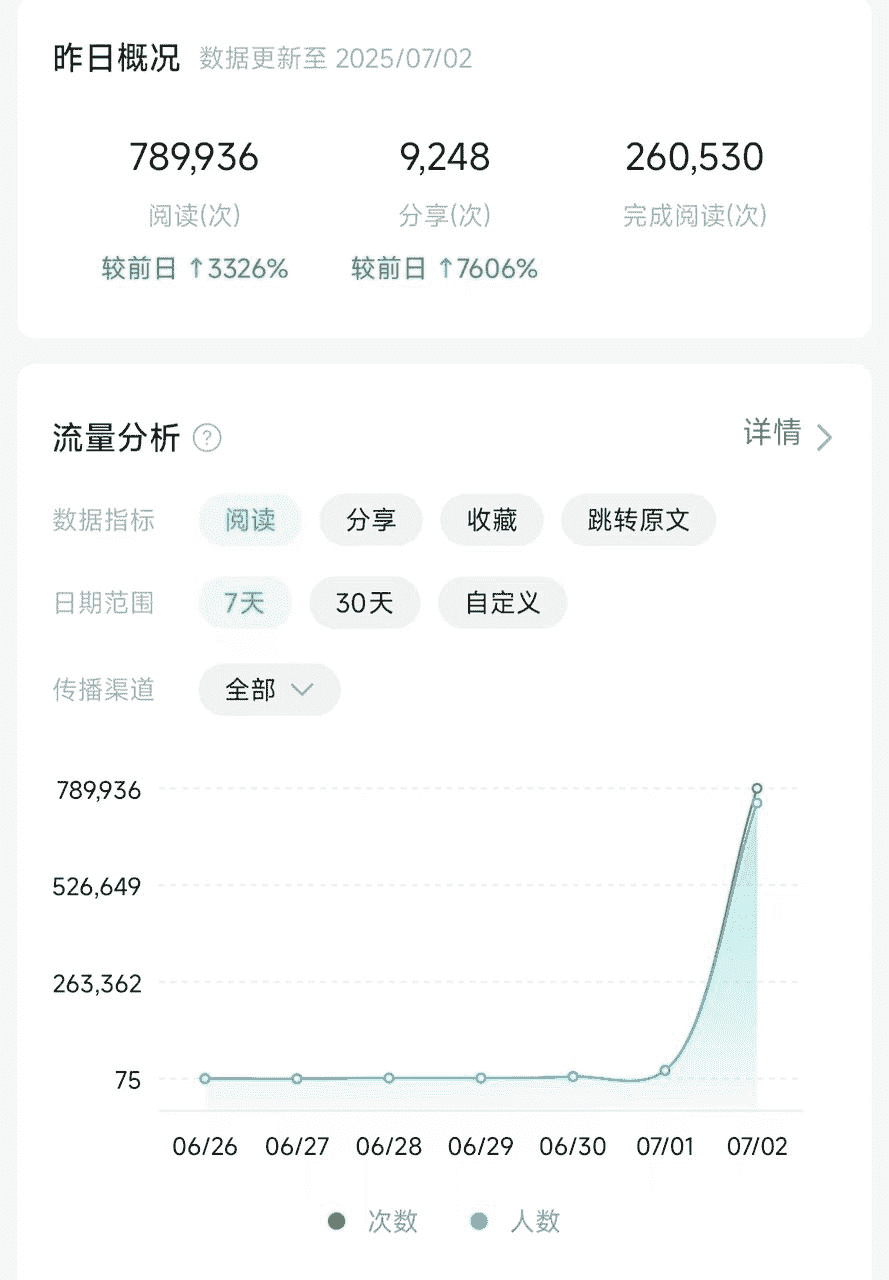 昨日概况 数据更新至 2025/07/02
789,936 9,248 260,530
阅读(次) 分享(次) 完成阅读(次)
较前日 ↑3326% 较前日 ↑7606%
流量分析 ? 详情
数据指标 阅读 分享 收藏 跳转原文
日期范围 7天 30天 自定义
传播渠道 全部
789,936
526,649
263,362
75
06/26 06/27 06/28 06/29 06/30 07/01 07/02
次数 人数